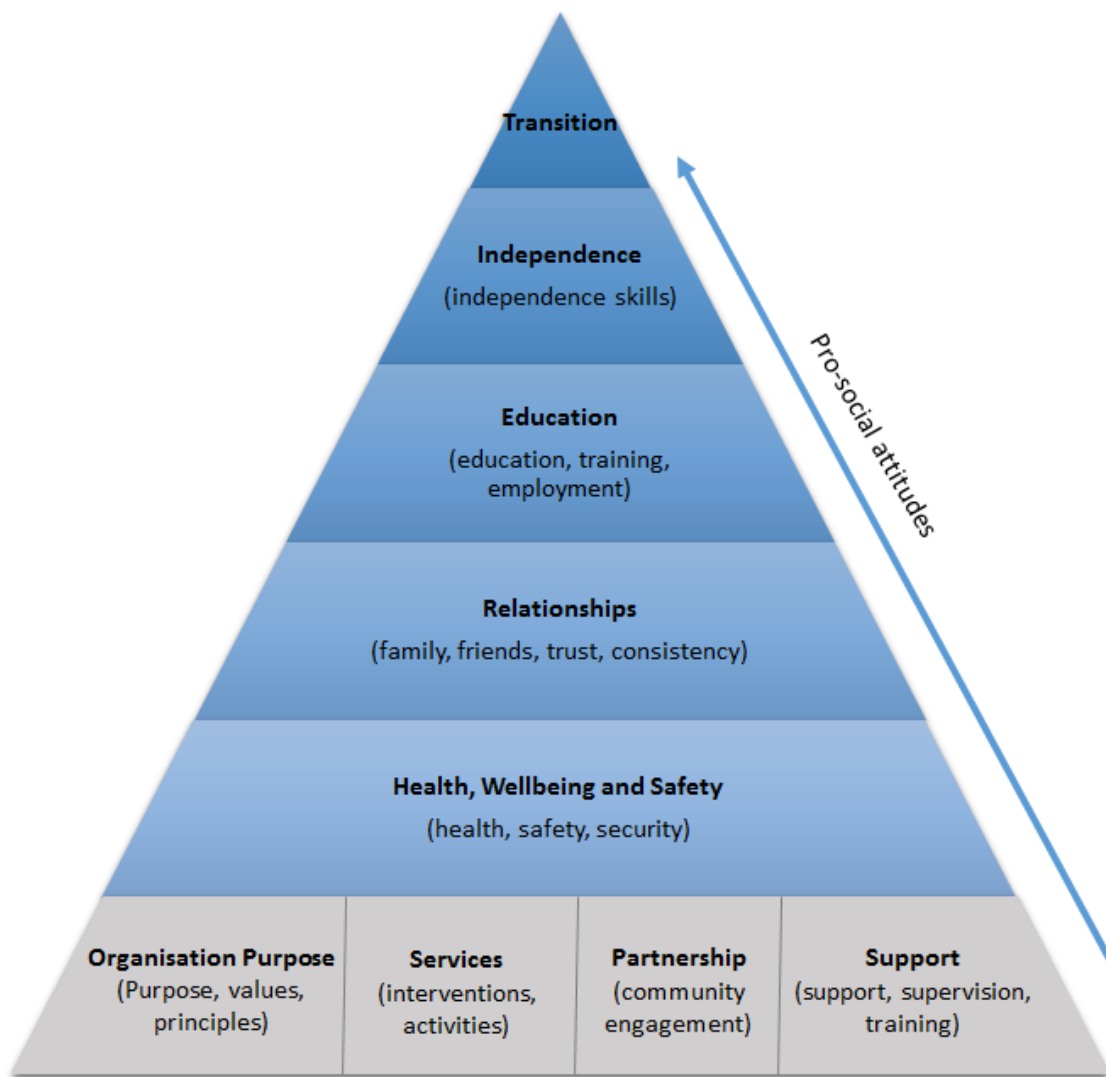 Transition
Independence
(independence skills)
Pro-social attitudes
Education
(education, training,
employment)
Relationships
(family, friends, trust, consistency)
Health, Wellbeing and Safety
(health, safety, security)
Organisation Purpose
(Purpose, values,
principles)
Services
(interventions,
activities)
Partnership
(community
engagement)
Support
(support, supervision,
training)